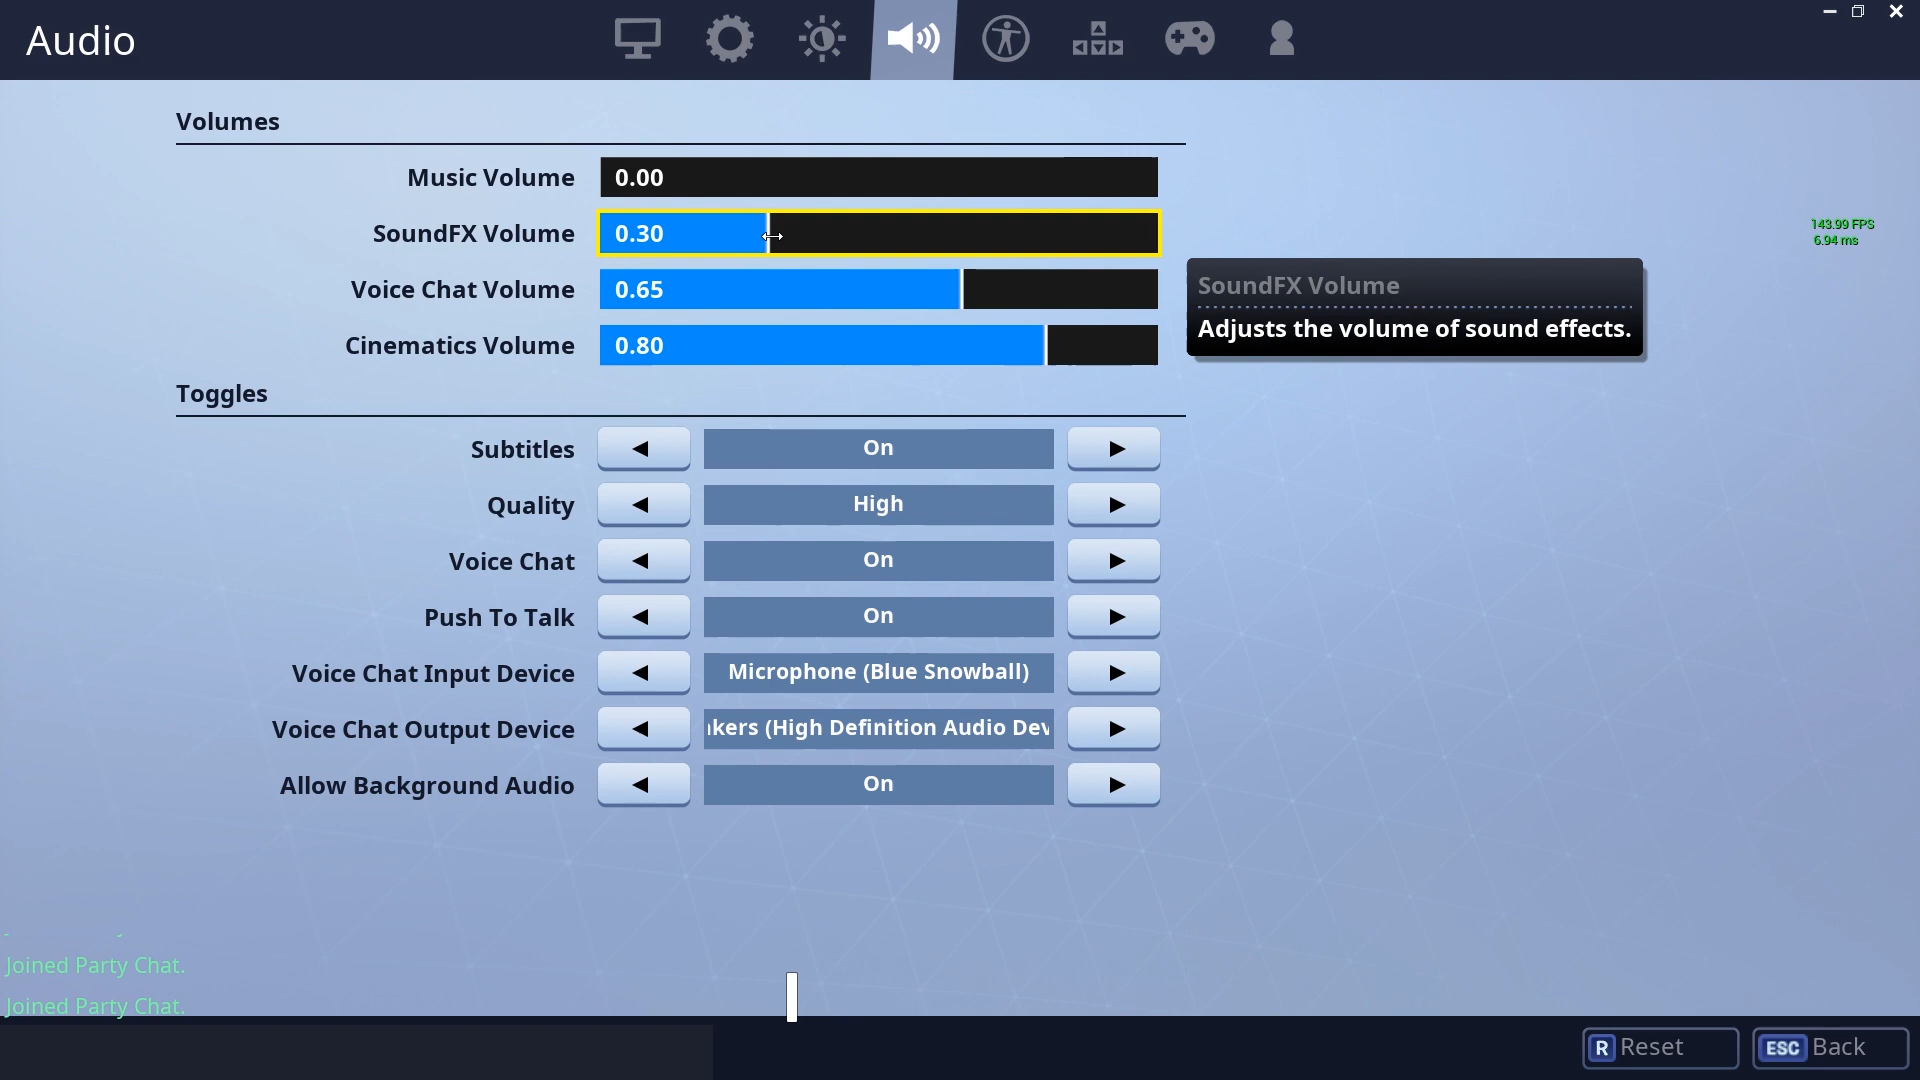 Audio
Volumes
Music Volume 0.00
SoundFX Volume 0.30
Voice Chat Volume 0.65
Cinematics Volume 0.80
143.99 FPS
6.94 ms
SoundFX Volume
Adjusts the volume of sound effects.
Toggles
Subtitles On
Quality High
Voice Chat On
Push To Talk On
Voice Chat Input Device Microphone (Blue Snowball)
Voice Chat Output Device akers (High Definition Audio Dev
Allow Background Audio On
Joined Party Chat.
Joined Party Chat.
R Reset
ESC Back